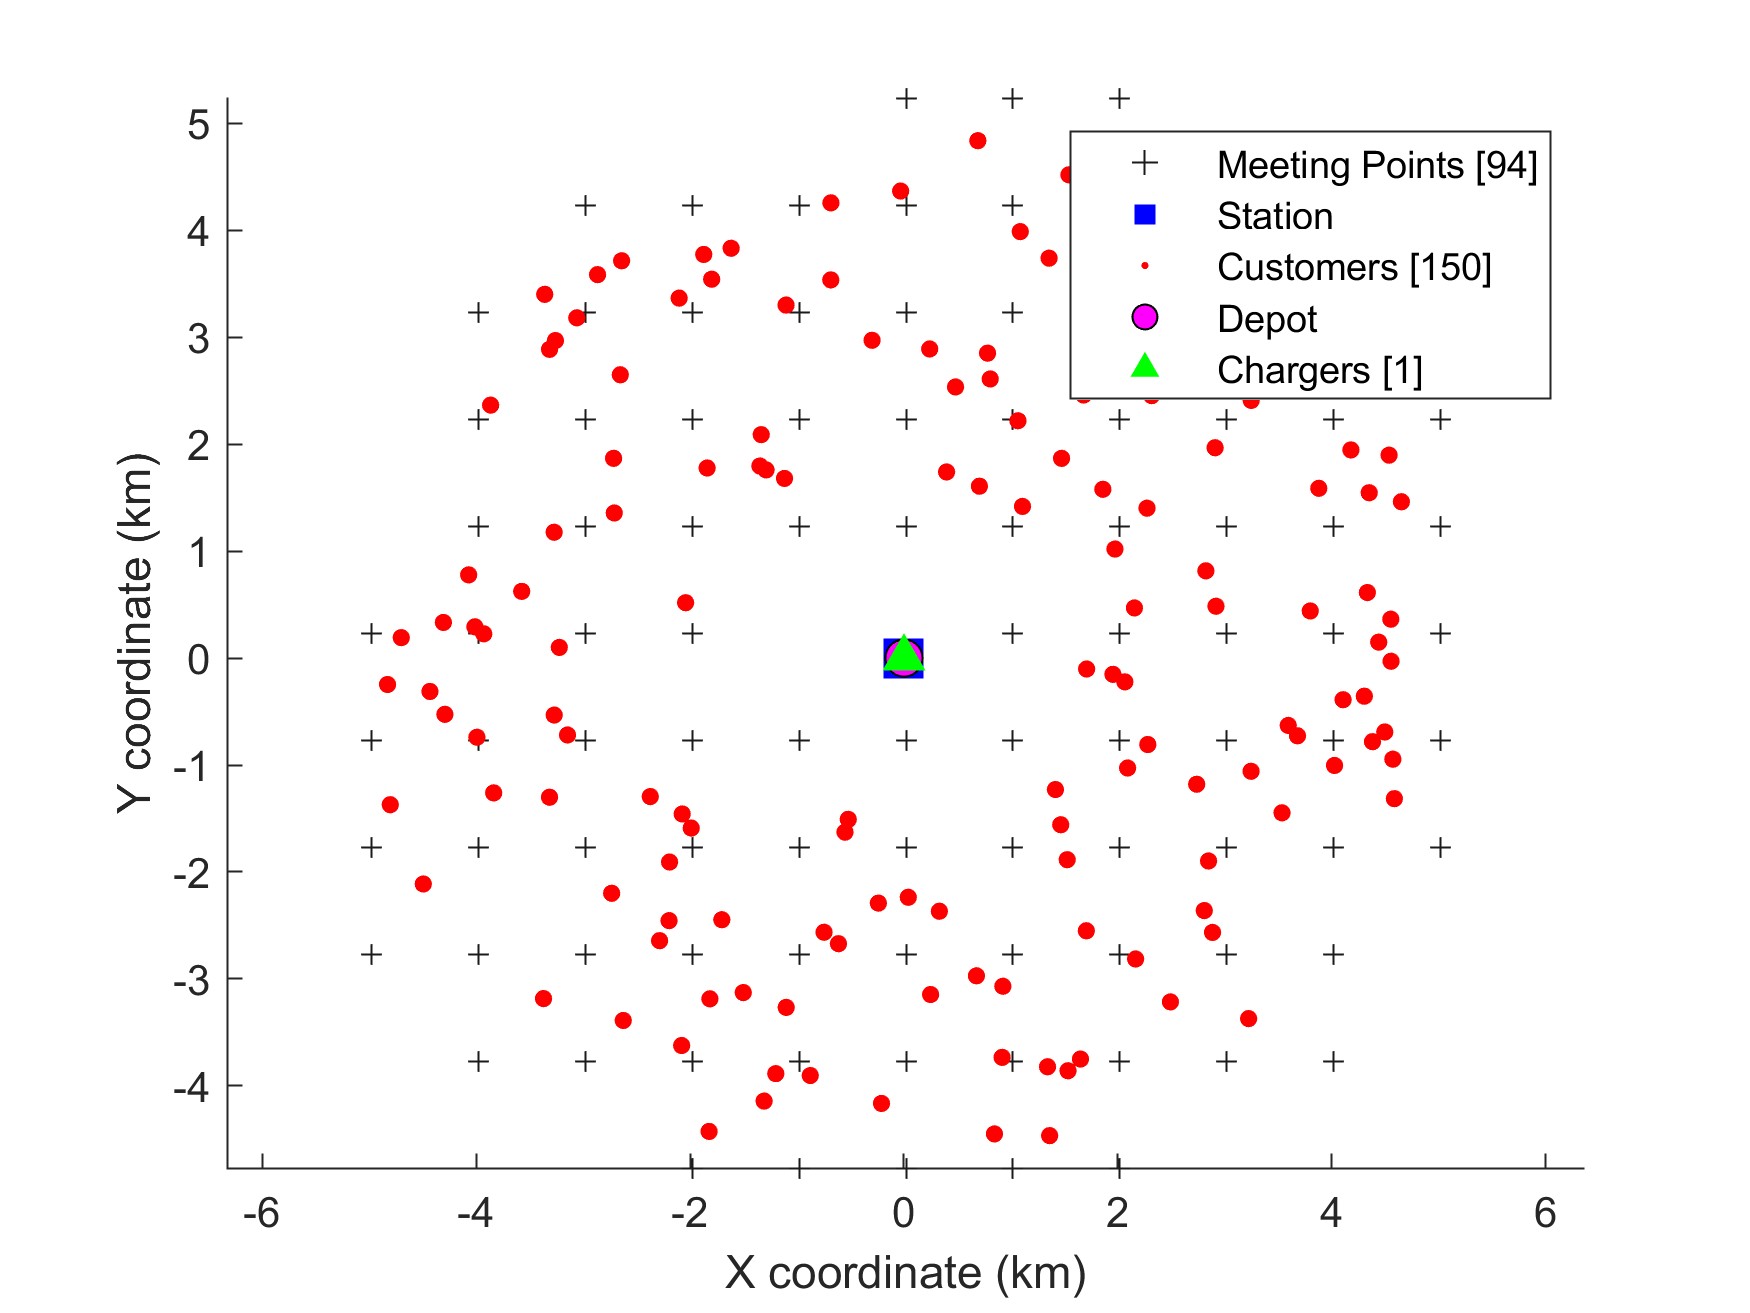 5
4
3
2
1
0
-1
-2
-3
-4
Y coordinate (km)
Meeting Points [94]
Station
Customers [150]
Depot
Chargers [1]
-6 -4 -2 0 2 4 6
X coordinate (km)